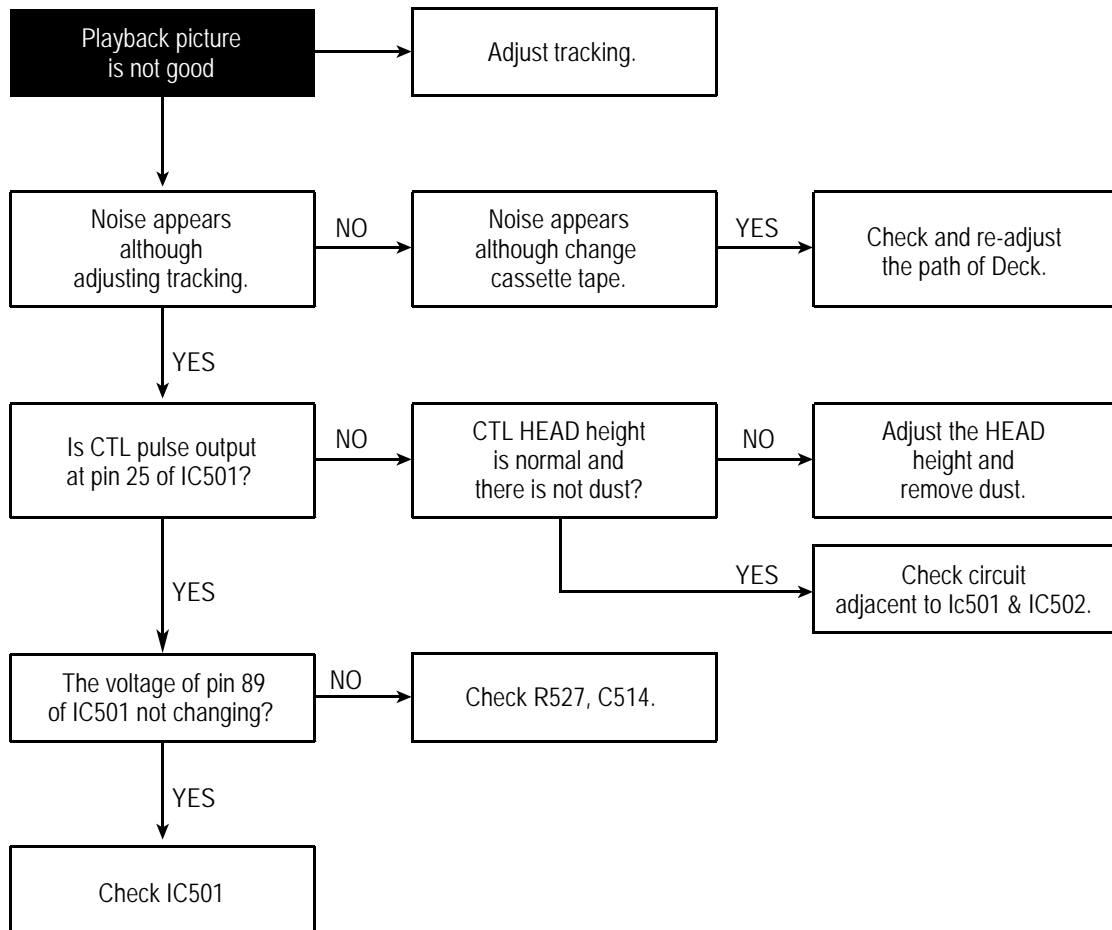 Playback picture
is not good
Adjust tracking.
Noise appears
although
adjusting tracking.
NO
Noise appears
although change
cassette tape.
YES
Check and re-adjust
the path of Deck.
YES
Is CTL pulse output
at pin 25 of IC501?
NO
CTL HEAD height
is normal and
there is not dust?
NO
Adjust the HEAD
height and
remove dust.
YES
Check circuit
adjacent to Ic501 & IC502.
YES
The voltage of pin 89
of IC501 not changing?
NO
Check R527, C514.
YES
Check IC501